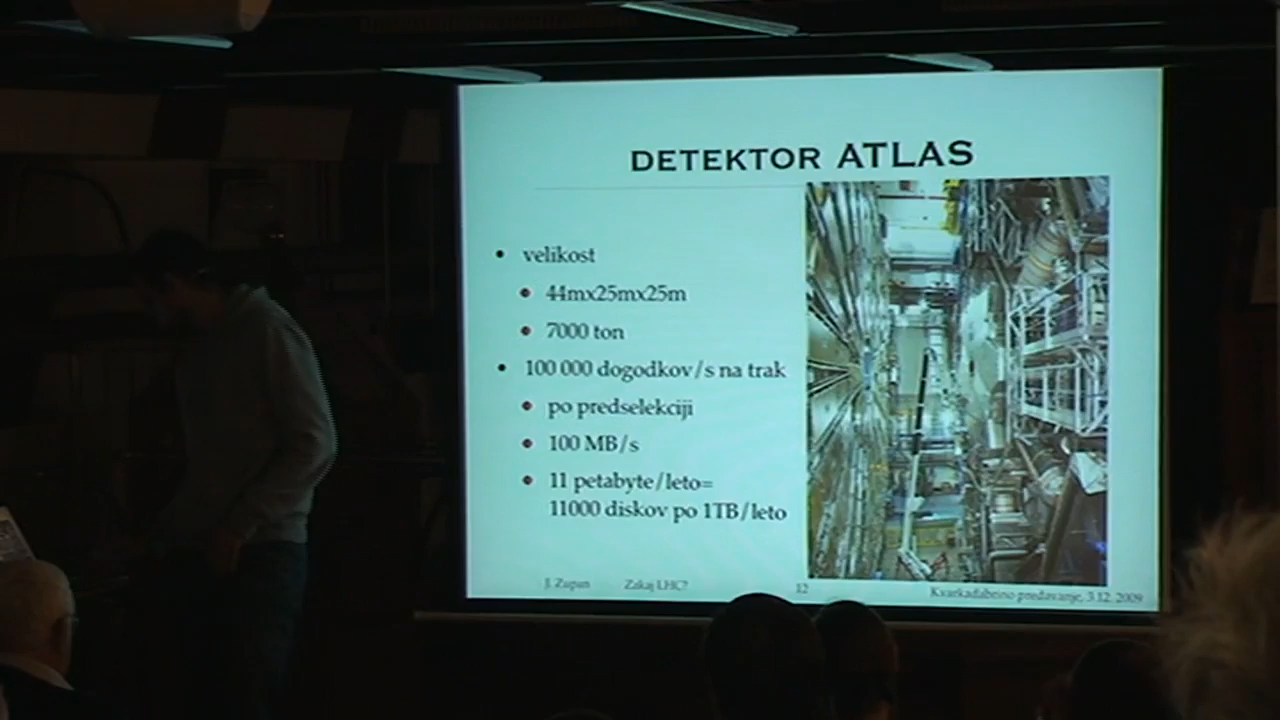 DETEKTOR ATLAS
velikost
44mx25mx25m
7000 ton
100 000 dogodkov/s na trak
po predselekciji
100 MB/s
11 petabyte/leto=
11000 diskov po 1TB/leto
J. Zupan Zakaj LHC? 12 Kvarkadabrino predavanje, 3.12. 2009